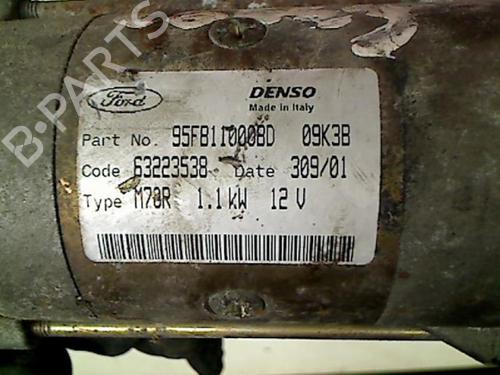 B-PARTS
Ford
DENSO
Made in Italy
Part No. 95FB11000BD 09K3B
Code 63223538 Date 309/01
Type M78R 1.1kW 12 V